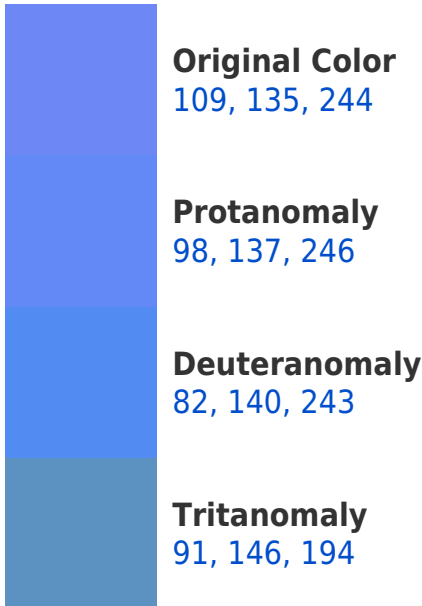 Original Color
109, 135, 244
Protanomaly
98, 137, 246
Deuteranomaly
82, 140, 243
Tritanomaly
91, 146, 194